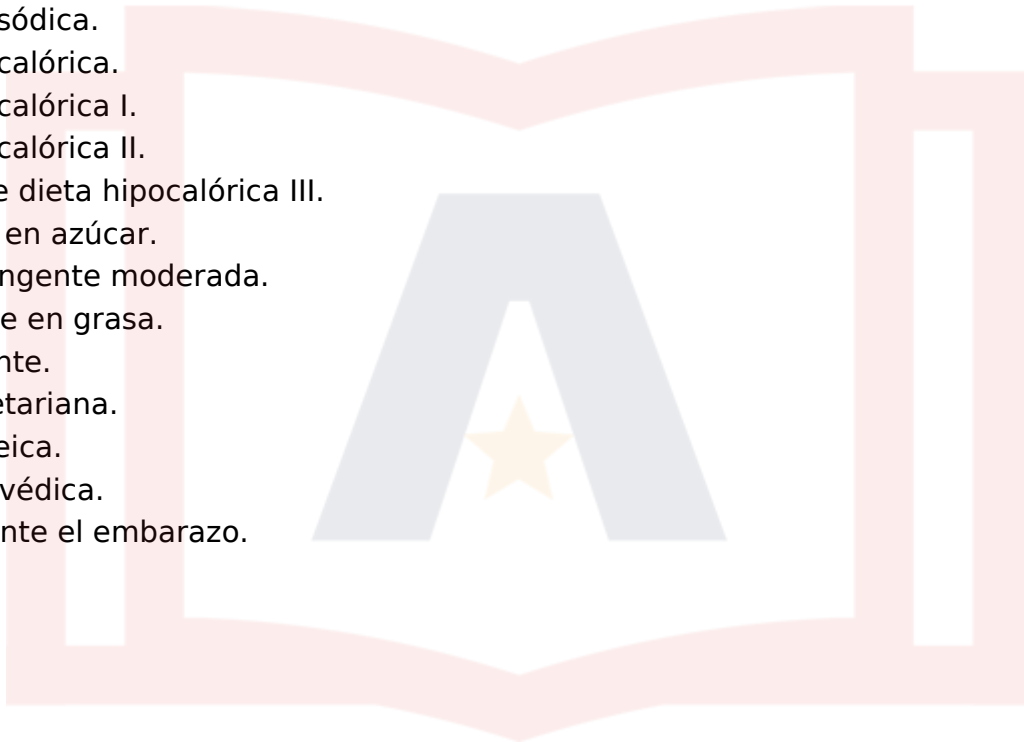 sódica.
calórica.
calórica I.
calórica II.
e dieta hipocalórica III.
en azúcar.
ngente moderada.
e en grasa.
nte.
etariana.
eica.
védica.
nte el embarazo.